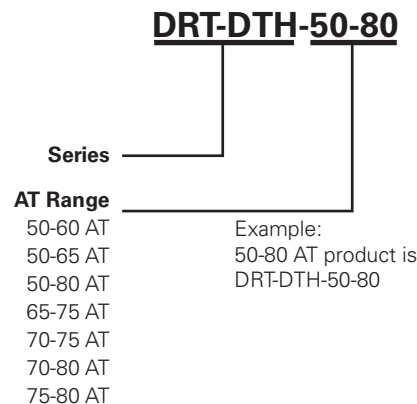 DRT-DTH-50-80
Series
AT Range
50-60 AT
50-65 AT
50-80 AT
65-75 AT
70-75 AT
70-80 AT
75-80 AT
Example:
50-80 AT product is
DRT-DTH-50-80